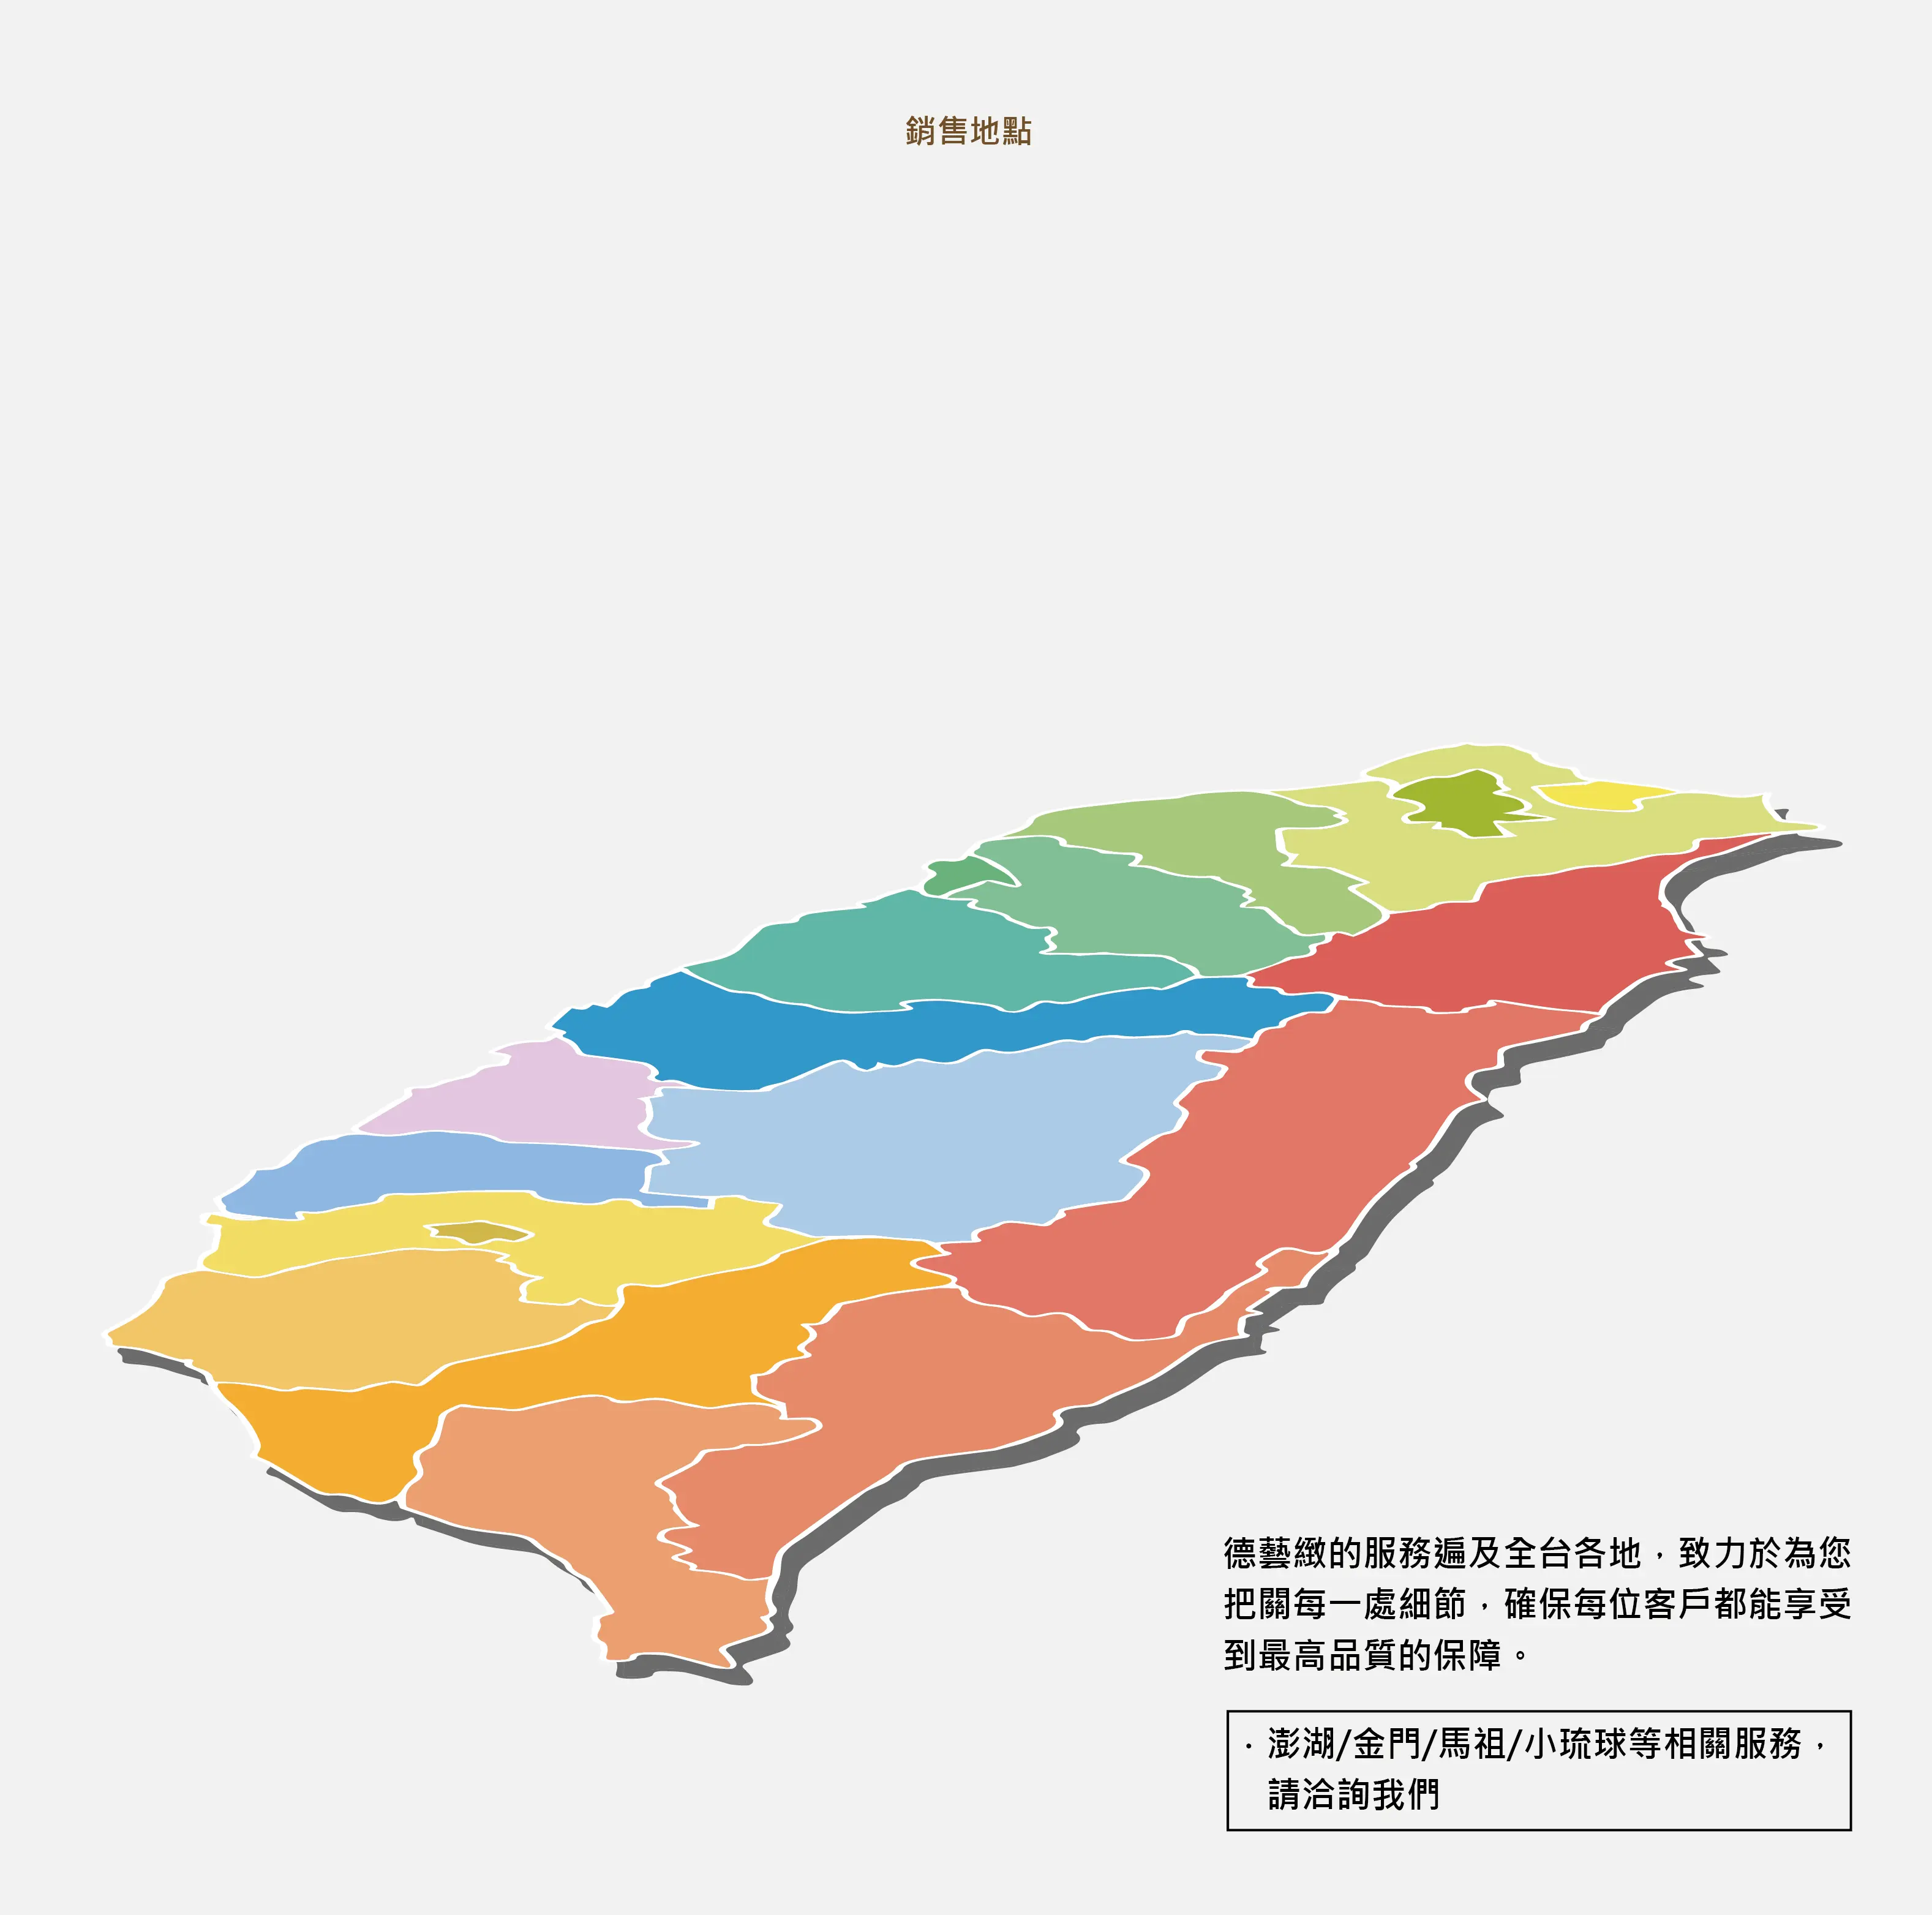 銷售地點
德藝緻的服務遍及全台各地，致力於為您
把關每一處細節，確保每位客戶都能享受
到最高品質的保障。
．澎湖/金門/馬祖/小琉球等相關服務，
請洽詢我們